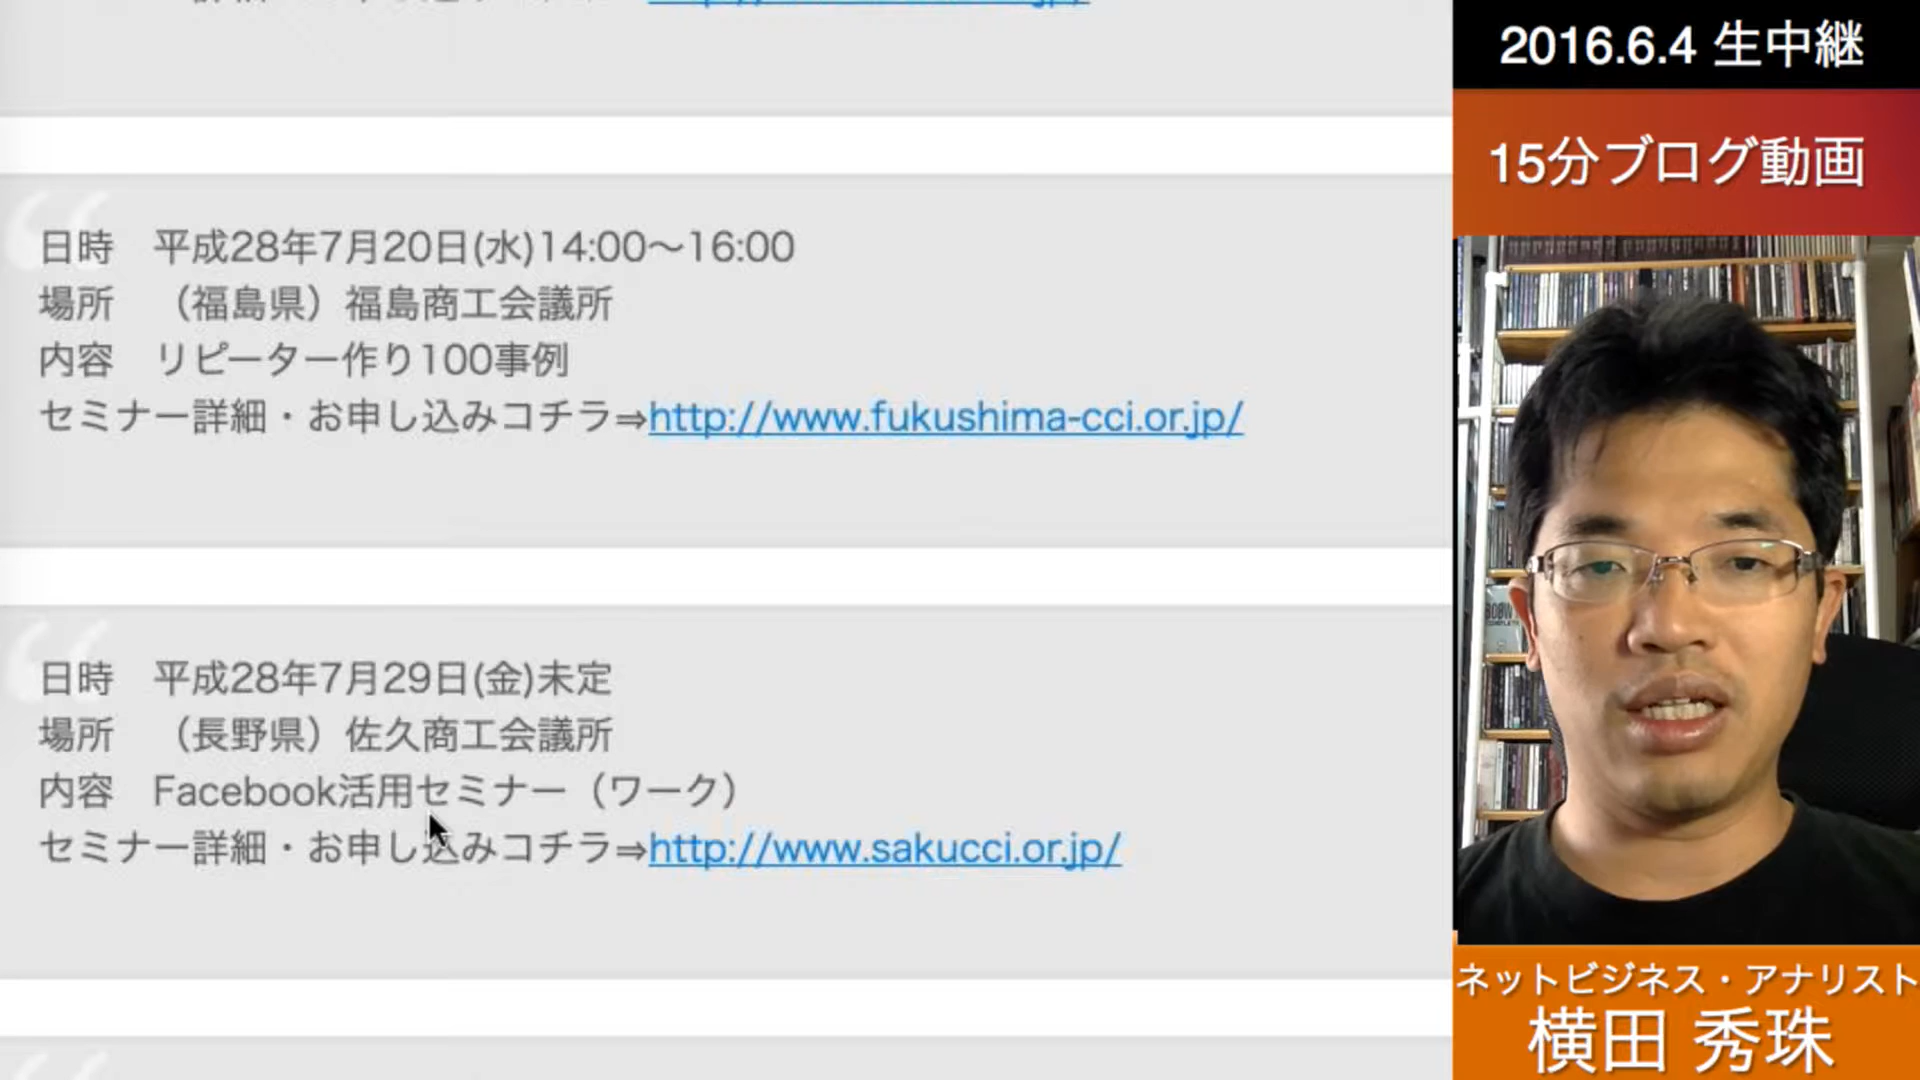 日時　平成28年7月20日(水)14:00～16:00
場所　（福島県）福島商工会議所
内容　リピーター作り100事例
セミナー詳細・お申し込みコチラ⇒http://www.fukushima-cci.or.jp/
日時　平成28年7月29日(金)未定
場所　（長野県）佐久商工会議所
内容　Facebook活用セミナー（ワーク）
セミナー詳細・お申し込みコチラ⇒http://www.sakucci.or.jp/
2016.6.4 生中継
15分ブログ動画
ネットビジネス・アナリスト
横田 秀珠